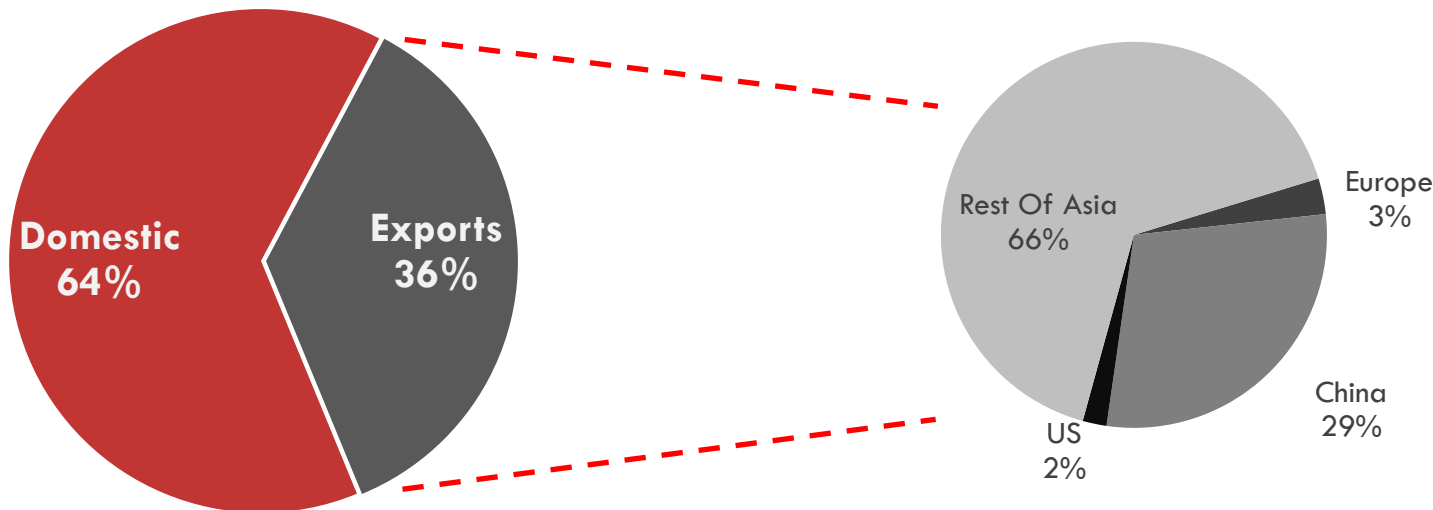 Domestic
64%
Exports
36%
Rest Of Asia
66%
Europe
3%
China
29%
US
2%